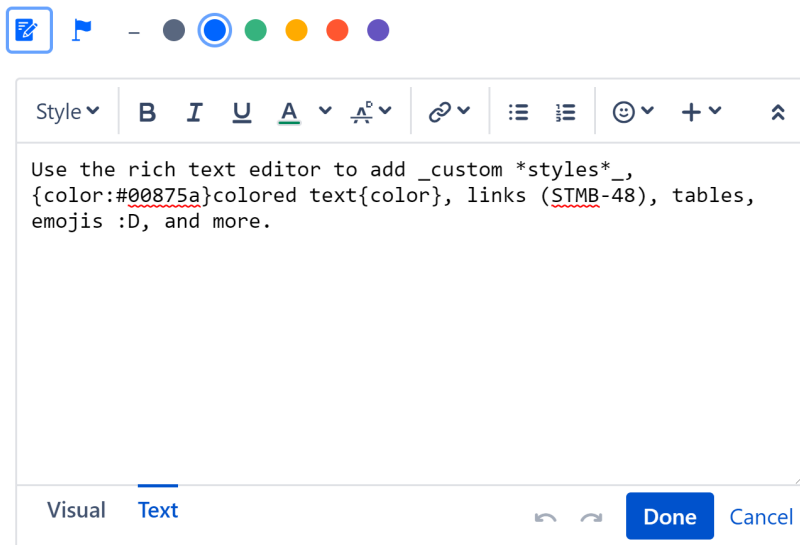 Style B I U A
Use the rich text editor to add _custom *styles*_,
{color:#00875a}colored text{color}, links (STMB-48), tables,
emojis :D, and more.
Visual Text Done Cancel